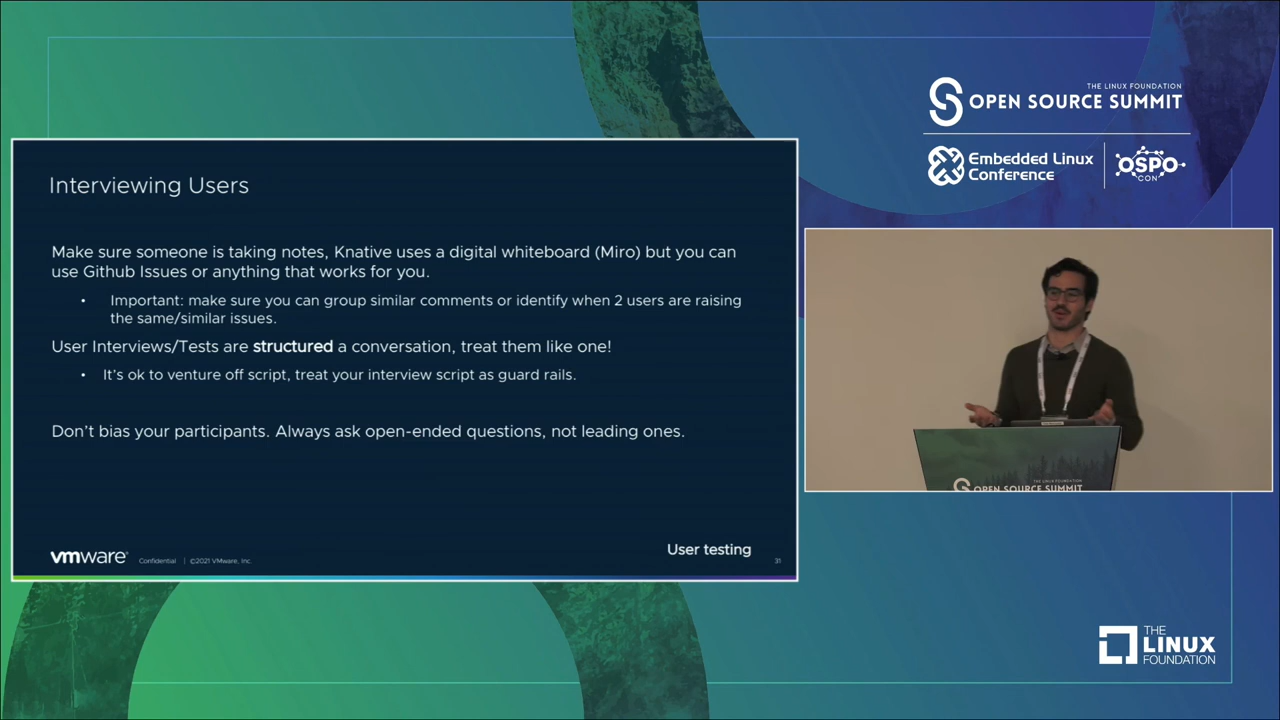 THE LINUX FOUNDATION
OPEN SOURCE SUMMIT
Embedded Linux
Conference
OSPO
CON
Interviewing Users
Make sure someone is taking notes, Knative uses a digital whiteboard (Miro) but you can
use Github Issues or anything that works for you.
• Important: make sure you can group similar comments or identify when 2 users are raising
the same/similar issues.
User Interviews/Tests are structured a conversation, treat them like one!
• It's ok to venture off script, treat your interview script as guard rails.
Don't bias your participants. Always ask open-ended questions, not leading ones.
User testing
vmware®
Confidential | ©2021 VMware, Inc.
31
THE LINUX FOUNDATION
OPEN SOURCE SUMMIT
THE
LINUX
FOUNDATION